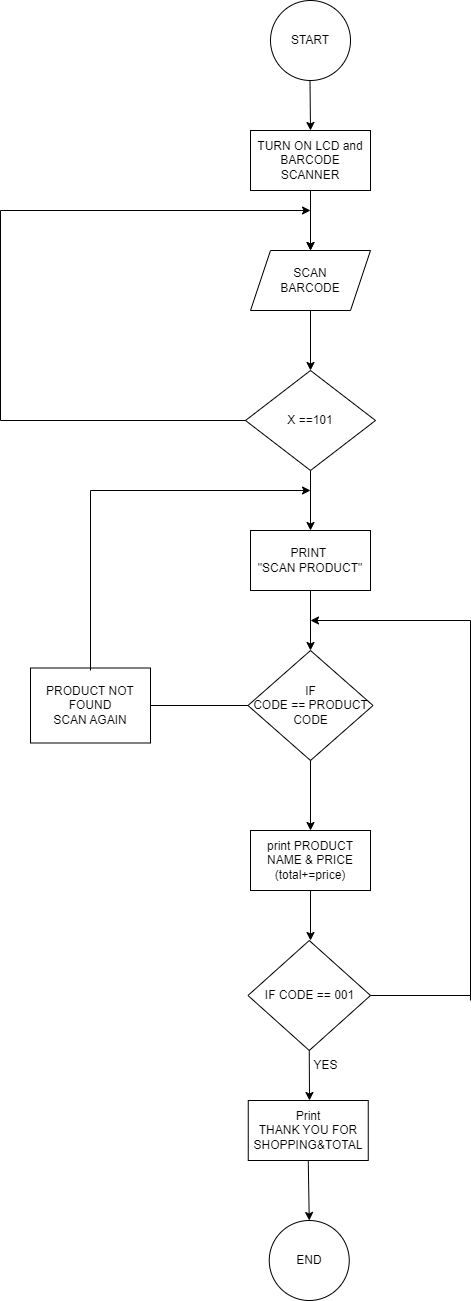 START
TURN ON LCD and
BARCODE
SCANNER
SCAN
BARCODE
X ==101
PRINT
"SCAN PRODUCT"
IF
CODE == PRODUCT
CODE
PRODUCT NOT
FOUND
SCAN AGAIN
print PRODUCT
NAME & PRICE
(total+=price)
IF CODE == 001
YES
Print
THANK YOU FOR
SHOPPING&TOTAL
END